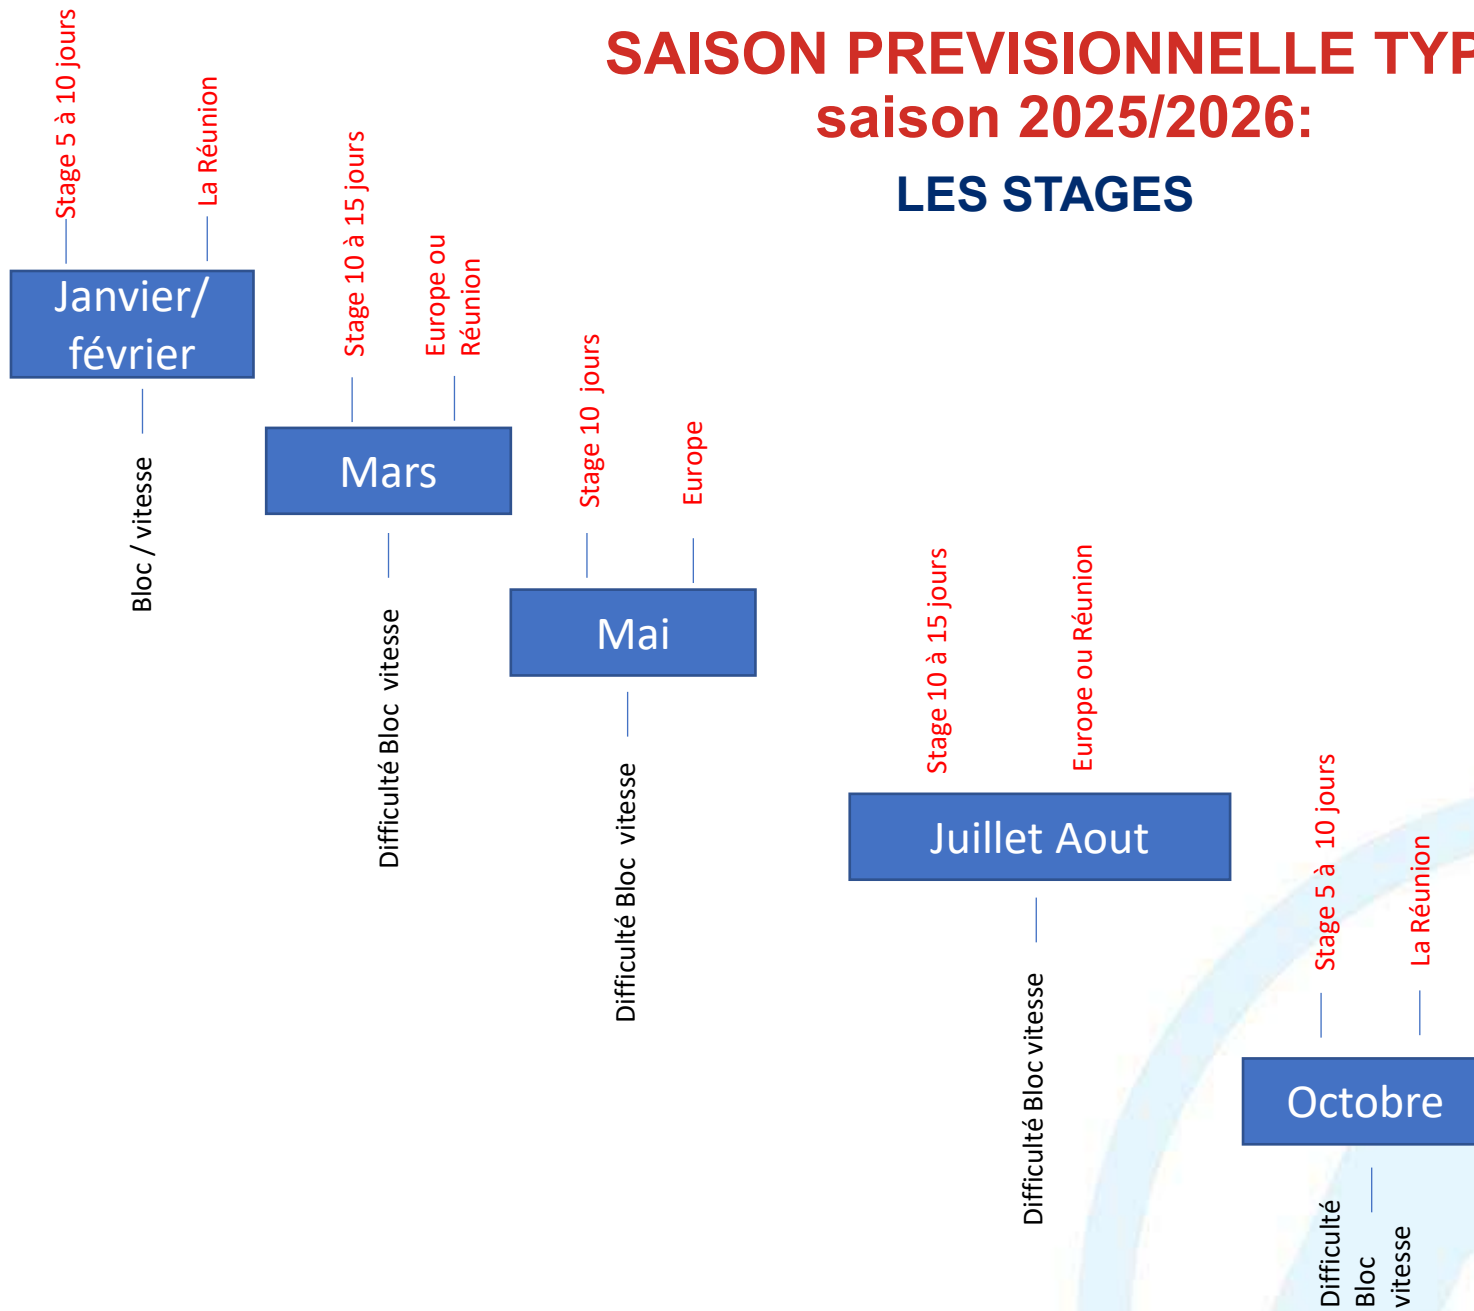 SAISON PREVISIONNELLE TYP
saison 2025/2026:
LES STAGES
Stage 5 à 10 jours
La Réunion
Janvier/
février
Bloc / vitesse
Stage 10 à 15 jours
Europe ou
Réunion
Mars
Difficulté Bloc vitesse
Stage 10 jours
Europe
Mai
Difficulté Bloc vitesse
Stage 10 à 15 jours
Europe ou Réunion
Juillet Aout
Difficulté Bloc vitesse
Stage 5 à 10 jours
La Réunion
Octobre
Difficulté
Bloc
vitesse